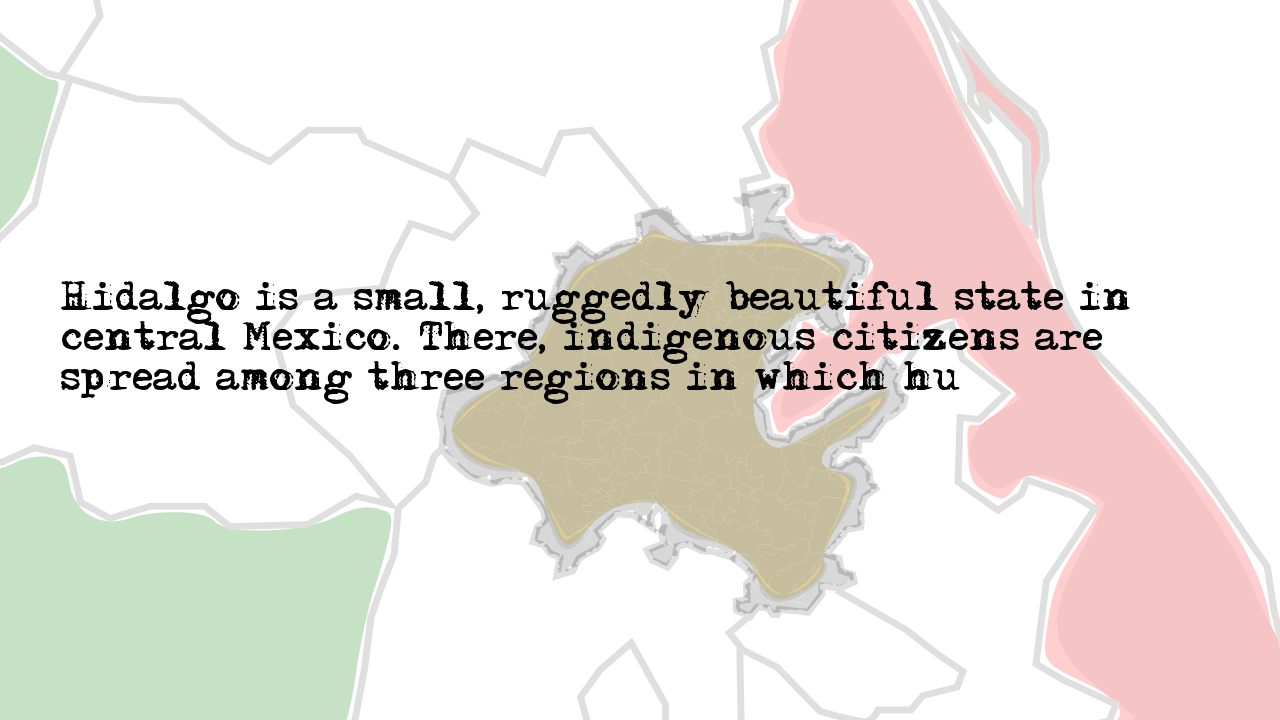 Hidalgo is a small, ruggedly beautiful state in
central Mexico. There, indigenous citizens are
spread among three regions in which hu